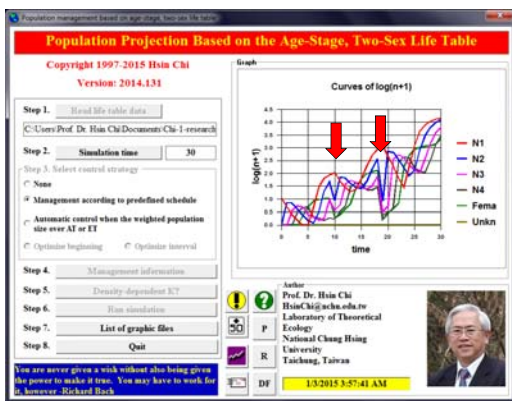 Population management based on age-stage, two-sex life table
Population Projection Based on the Age-Stage, Two-Sex Life Table
Copyright 1997-2015 Hsin Chi
Version: 2014.131
Step 1. Read life table data
C:\Users\Prof. Dr. Hsin Chi\Documents\Chi-1-research
Step 2. Simulation time 30
Step 3. Select control strategy
None
Management according to predefined schedule
Automatic control when the weighted population
size over AT or ET
Optimize beginning Optimize interval
Step 4. Management information
Step 5. Density-dependent K?
Step 6. Run simulation
Step 7. List of graphic files
Step 8. Quit
You are never given a wish without also being given
the power to make it true. You may have to work for
it, however -Richard Bach
Graph
Curves of log(n+1)
log(n+1)
4.5
4.0
3.5
3.0
2.5
2.0
1.5
1.0
0.5
0.0
0 5 10 15 20 25 30
time
N1
N2
N3
N4
Fema
Unkn
P
R
DF
Author
Prof. Dr. Hsin Chi
HsinChi@nchu.edu.tw
Laboratory of Theoretical
Ecology
National Chung Hsing
University
Taichung, Taiwan
1/3/2015 3:57:41 AM